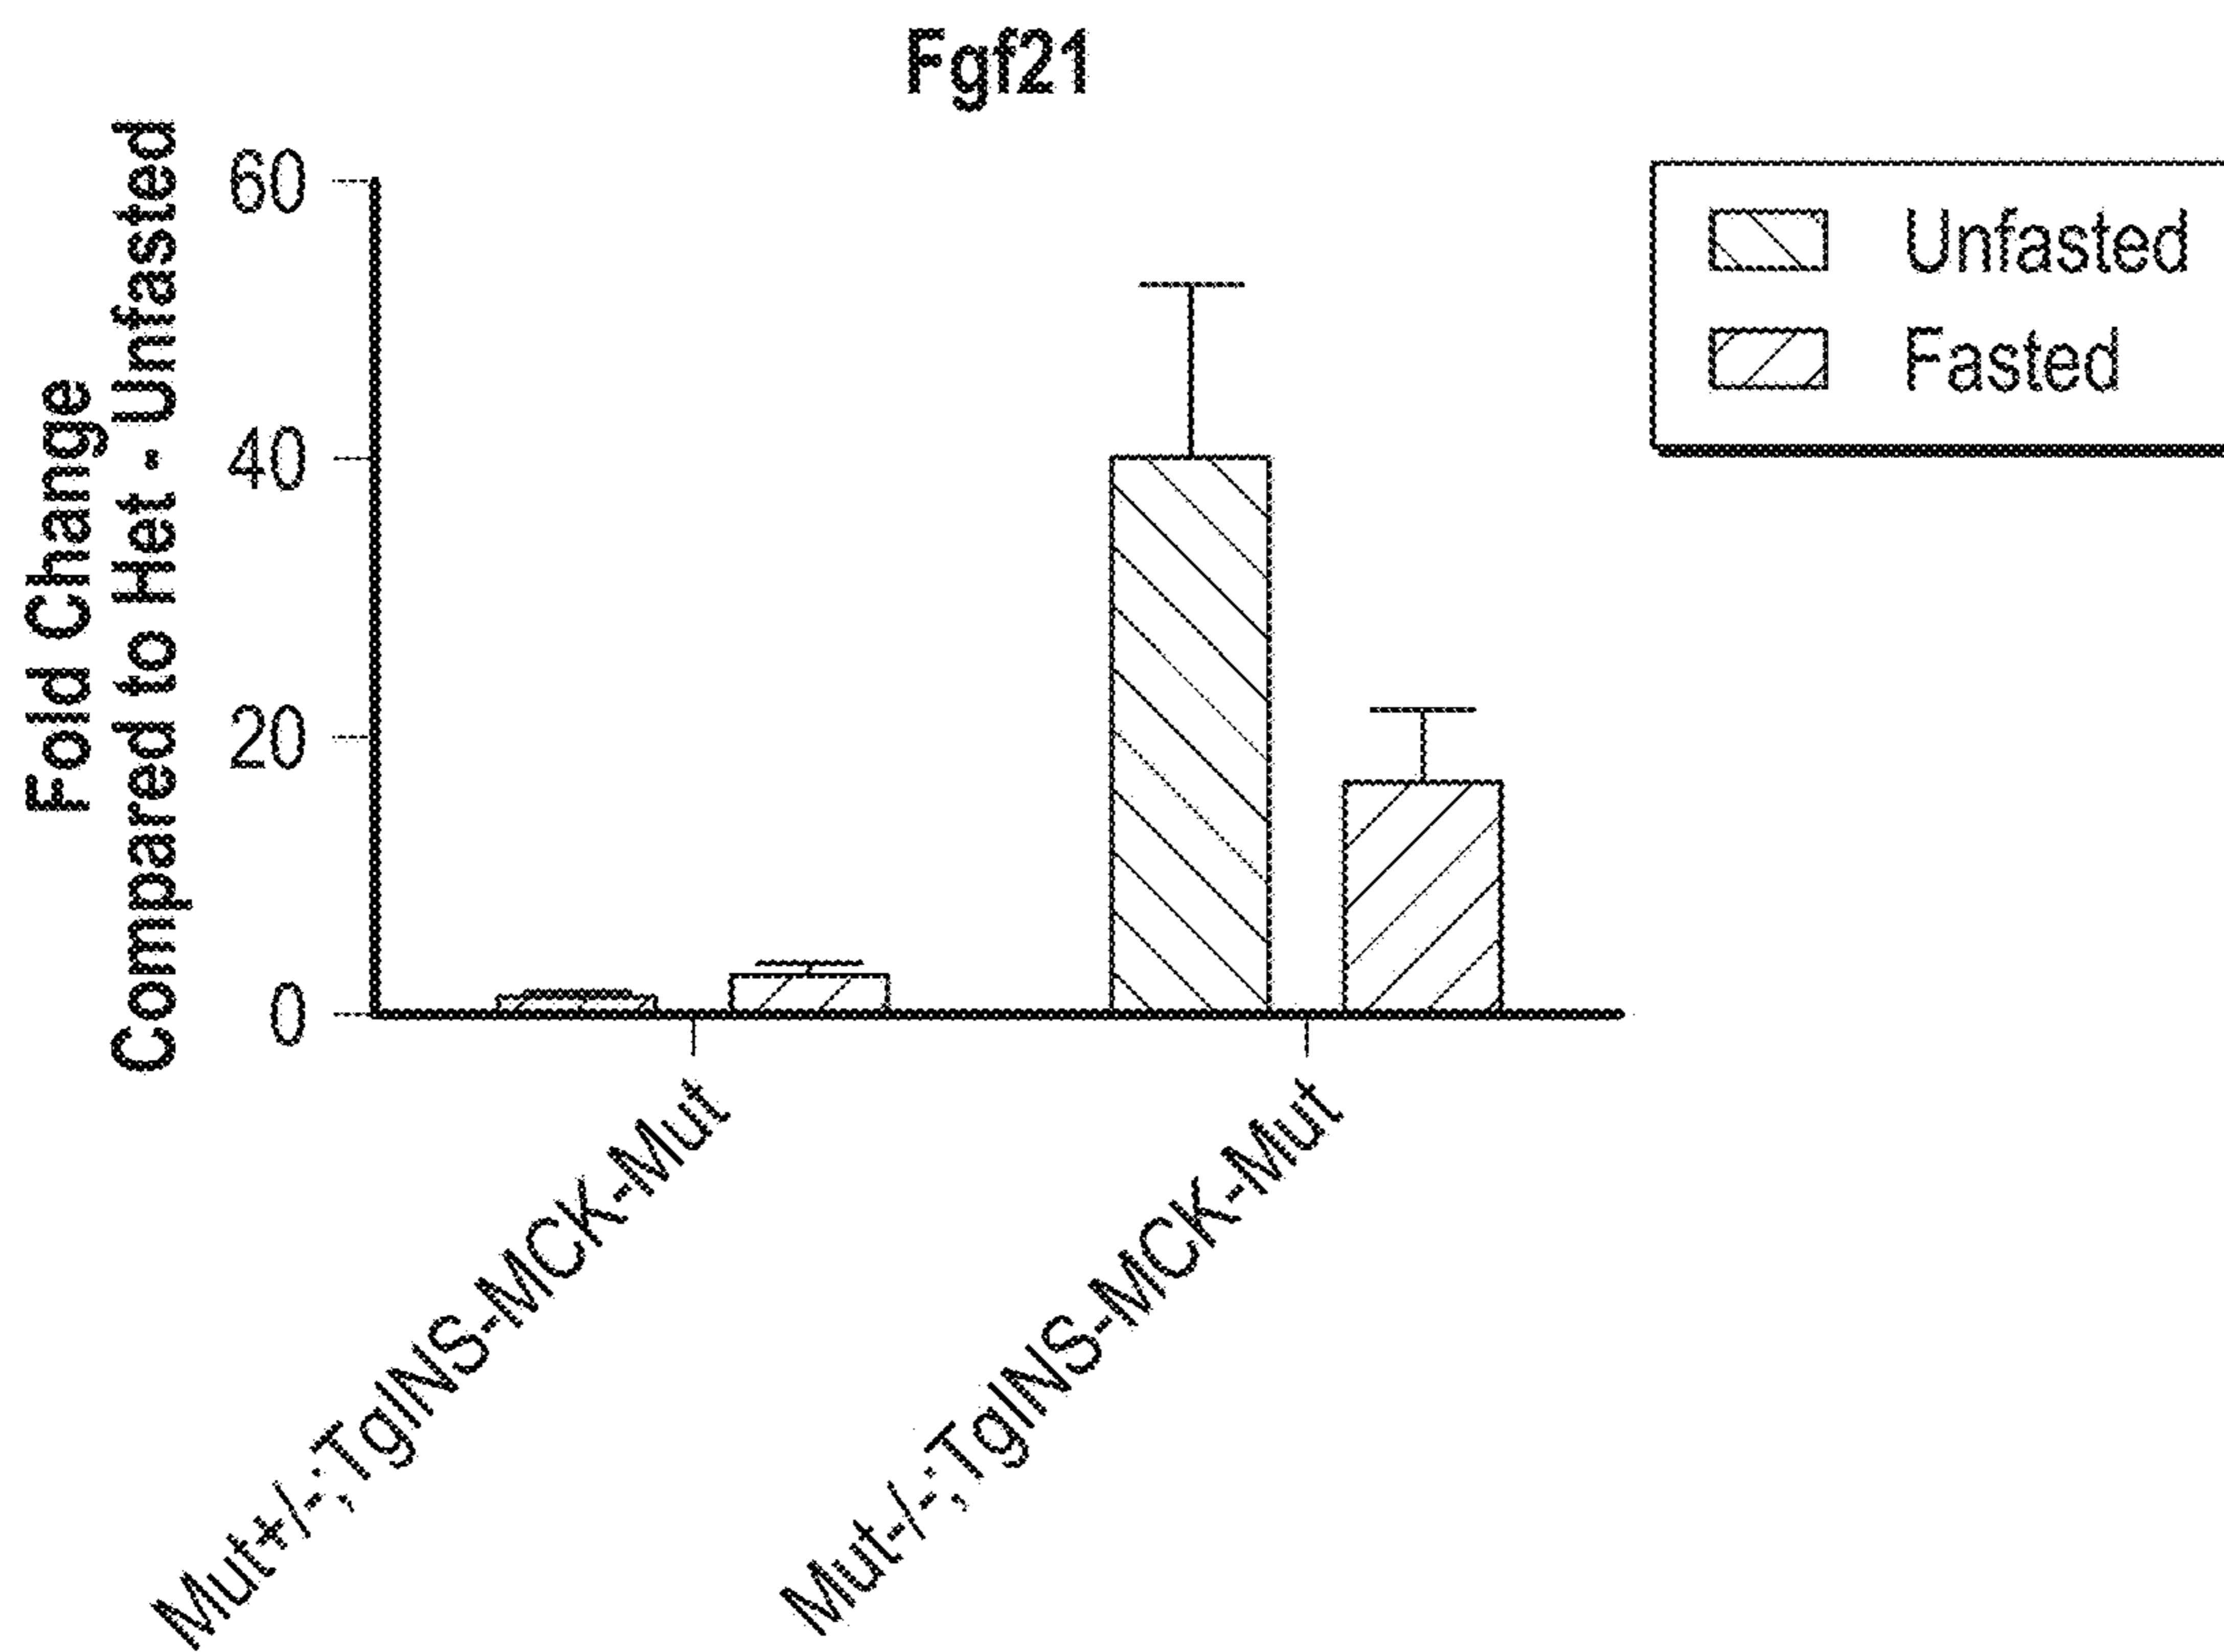 Fgf21
Fold Change
Compared to Het - Unfasted
60
40
20
0
Unfasted
Fasted
Mut+/-;TgINS-MCK-Mut
Mut-/-;TgINS-MCK-Mut